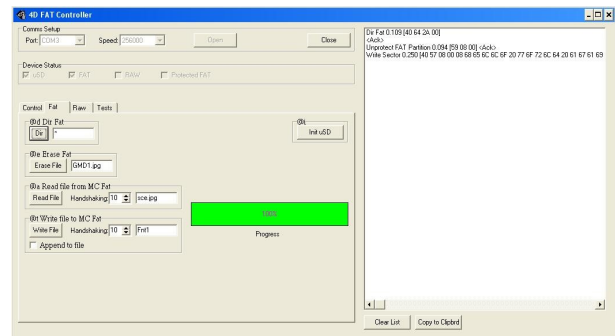 4D FAT Controller
Comms Setup
Port: COM3 Speed: 256000 Open Close
Device Status
uSD FAT RAW Protected FAT
Control Fat Raw Tests
@d Dir Fat
Dir *
@i
Init uSD
@e Erase Fat
Erase File GMD1.jpg
@a Read file from MC Fat
Read File Handshaking: 10 sce.jpg
@t Write file to MC Fat
Write File Handshaking: 10 Fnt1
Append to file
100%
Progress
Dir Fat 0.109 [40 64 2A 00]
<Ack>
Unprotect FAT Partition 0.094 [59 08 00] <Ack>
Write Sector 0.250 [40 57 08 00 08 68 65 6C 6C 6F 20 77 6F 72 6C 64 20 61 67 61 69
Clear List Copy to Clipbrd